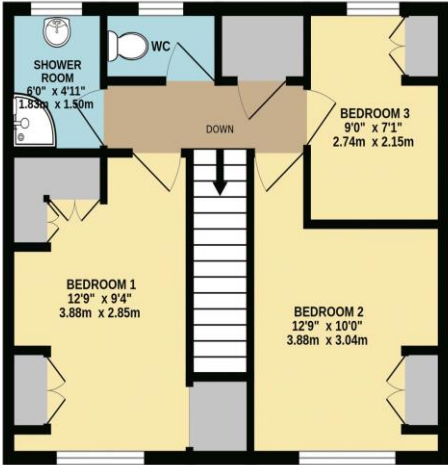 WC
SHOWER
ROOM
6'0" x 4'11"
1.83m x 1.50m
DOWN
BEDROOM 3
9'0" x 7'1"
2.74m x 2.15m
BEDROOM 1
12'9" x 9'4"
3.88m x 2.85m
BEDROOM 2
12'9" x 10'0"
3.88m x 3.04m